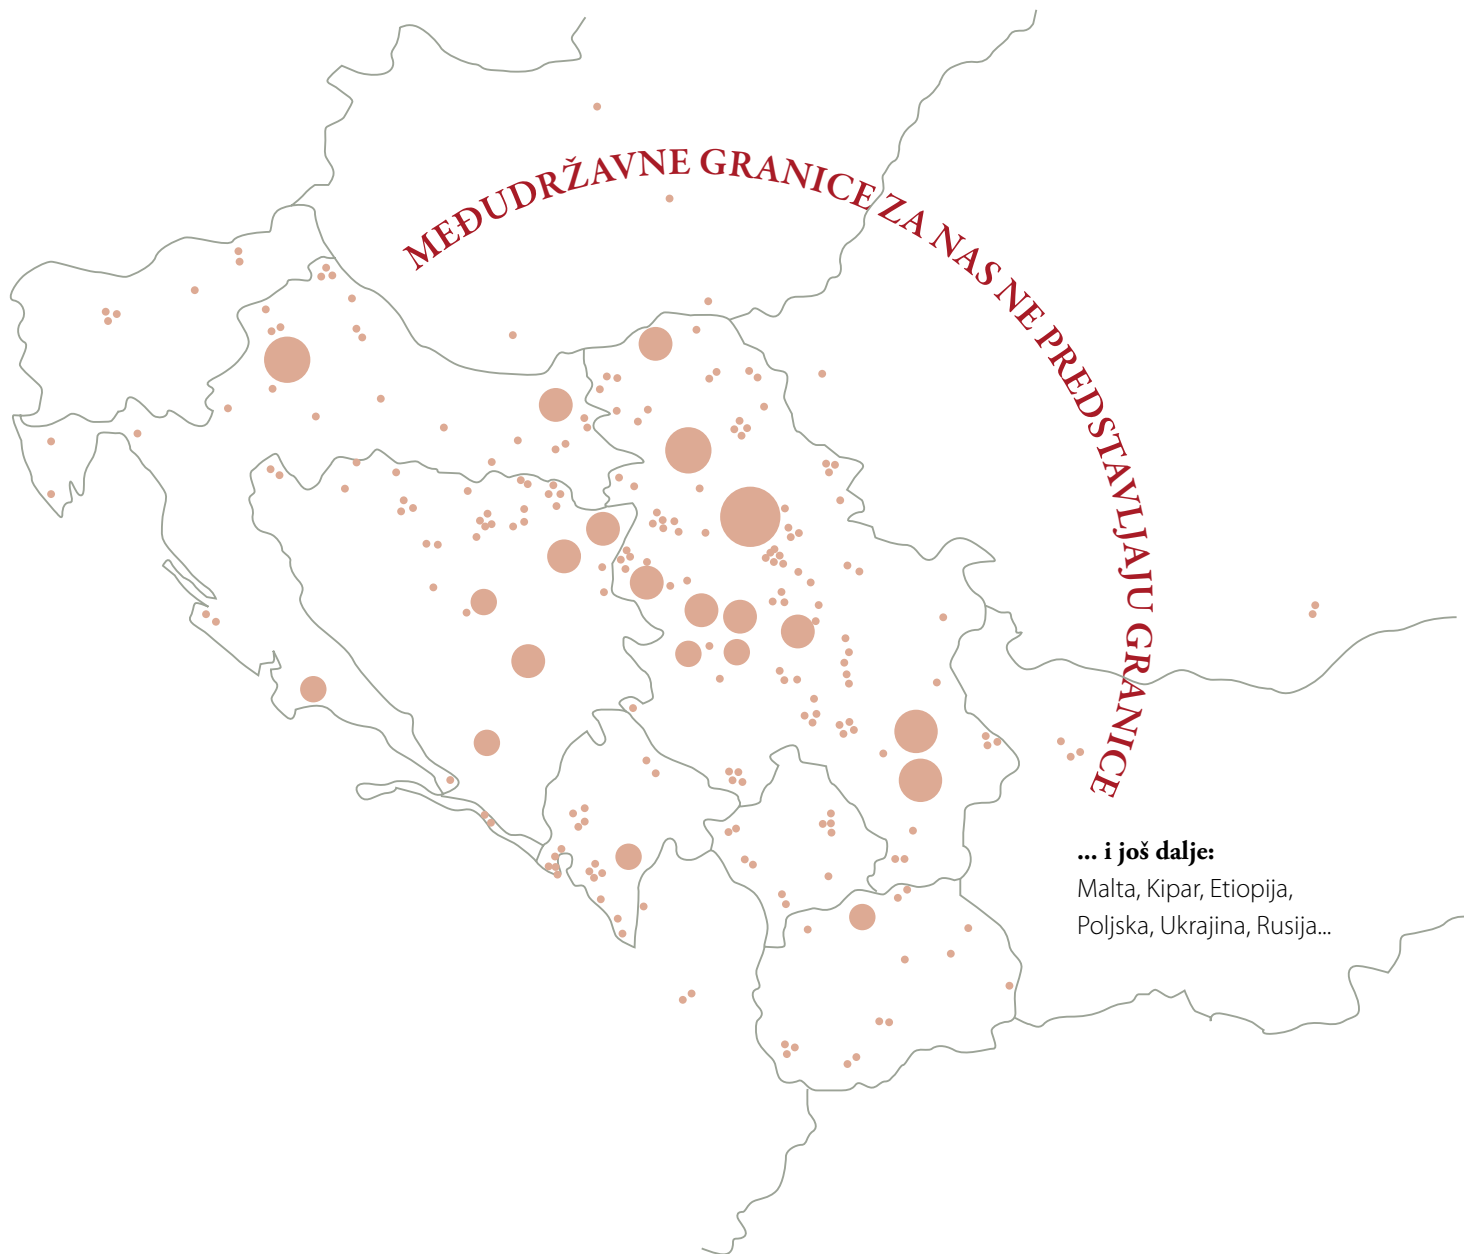 MEĐUDRŽAVNE GRANICE ZA NAS NE PREDSTAVLJAJU GRANICE
... i još dalje:
Malta, Kipar, Etiopija,
Poljska, Ukrajina, Rusija...